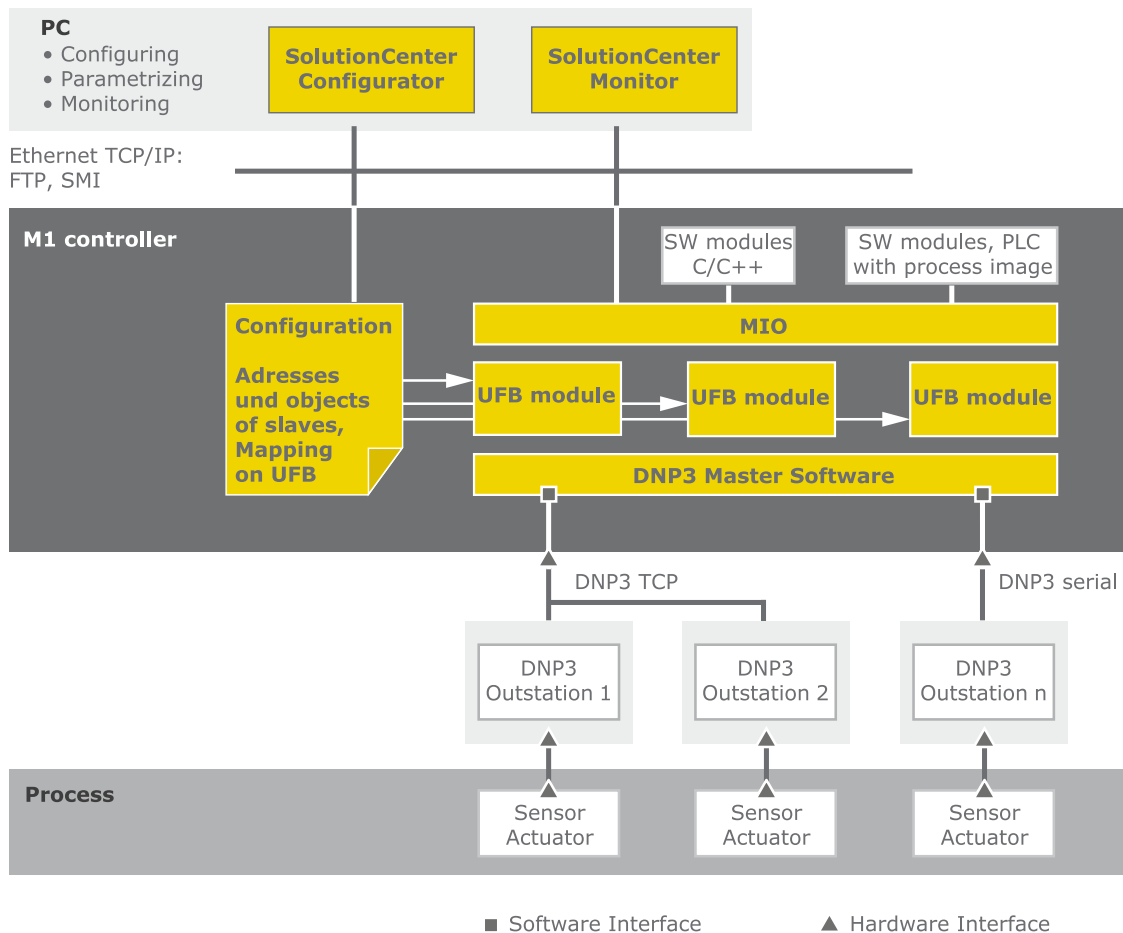 PC
• Configuring
• Parametrizing
• Monitoring
SolutionCenter
Configurator
SolutionCenter
Monitor
Ethernet TCP/IP:
FTP, SMI
M1 controller
SW modules
C/C++
SW modules, PLC
with process image
Configuration
Adresses
und objects
of slaves,
Mapping
on UFB
MIO
UFB module
UFB module
UFB module
DNP3 Master Software
DNP3 TCP
DNP3 serial
DNP3
Outstation 1
DNP3
Outstation 2
DNP3
Outstation n
Process
Sensor
Actuator
Sensor
Actuator
Sensor
Actuator
Software Interface
Hardware Interface